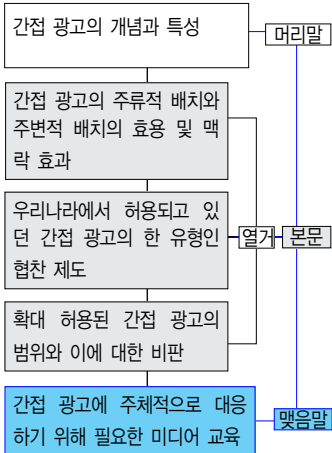 간접 광고의 개념과 특성
머리말
간접 광고의 주류적 배치와
주변적 배치의 효용 및 맥
락 효과
우리나라에서 허용되고 있
던 간접 광고의 한 유형인
협찬 제도
열거
본문
확대 허용된 간접 광고의
범위와 이에 대한 비판
간접 광고에 주체적으로 대응
하기 위해 필요한 미디어 교육
맺음말